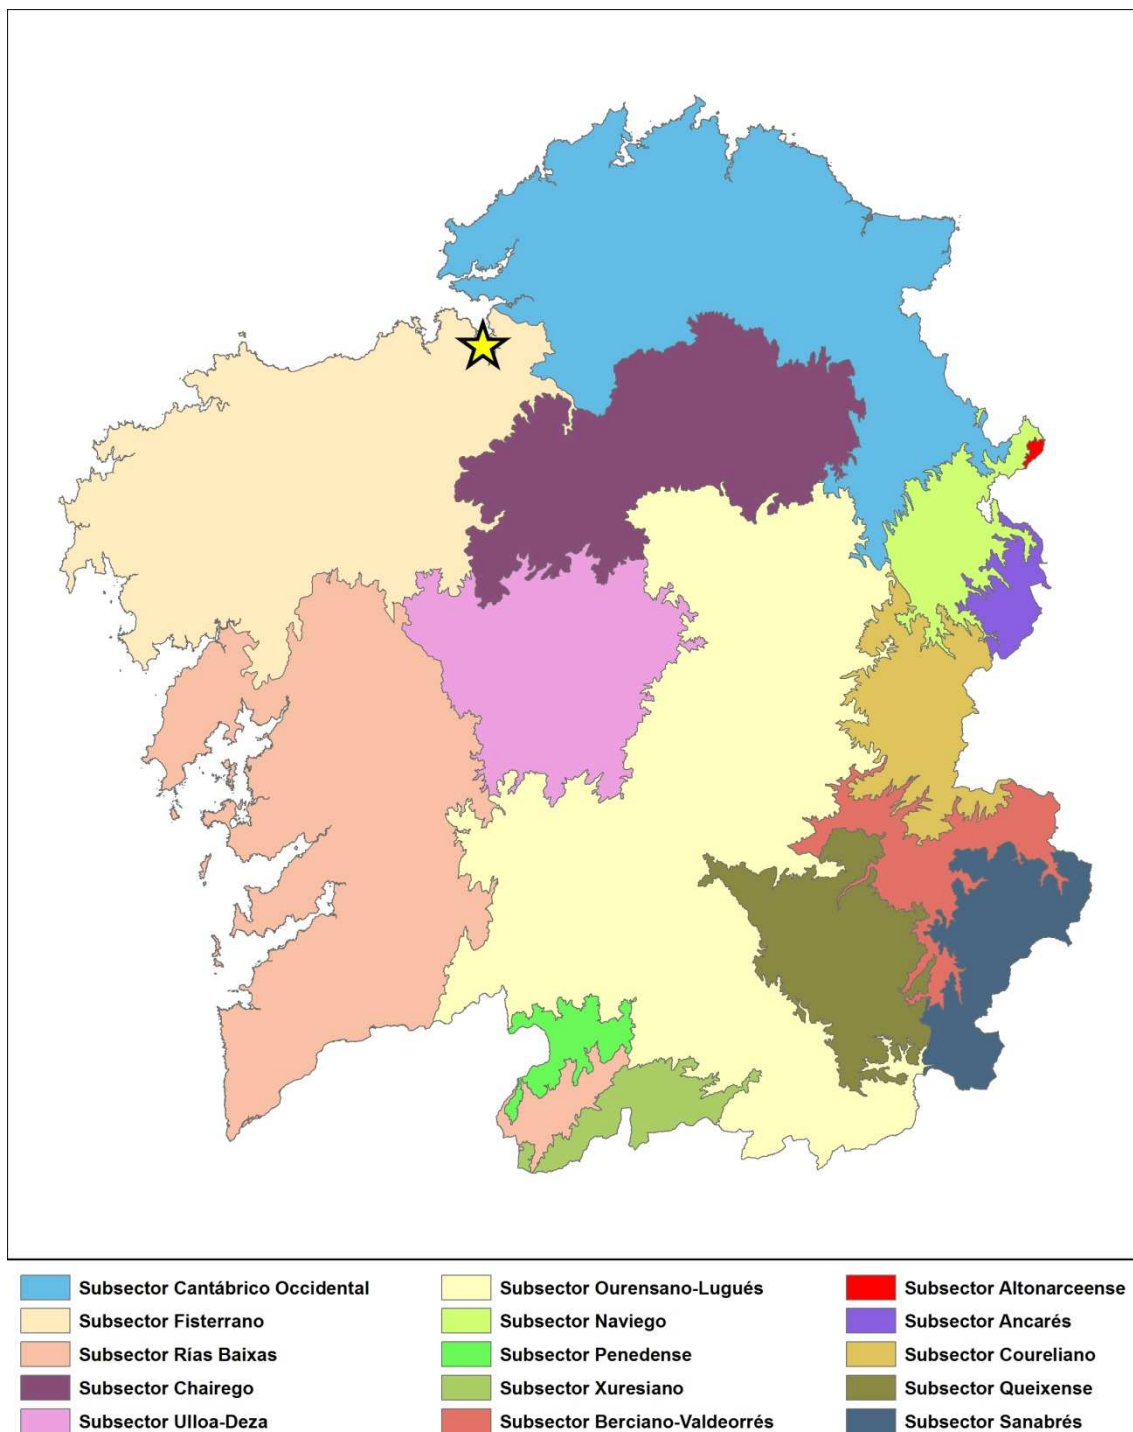 Subsector Cantábrico Occidental
Subsector Fisterrano
Subsector Rías Baixas
Subsector Chairego
Subsector Ulloa-Deza
Subsector Ourensano-Lugués
Subsector Naviego
Subsector Penedense
Subsector Xuresiano
Subsector Berciano-Valdeorrés
Subsector Altonarceense
Subsector Ancarés
Subsector Coureliano
Subsector Queixense
Subsector Sanabrés